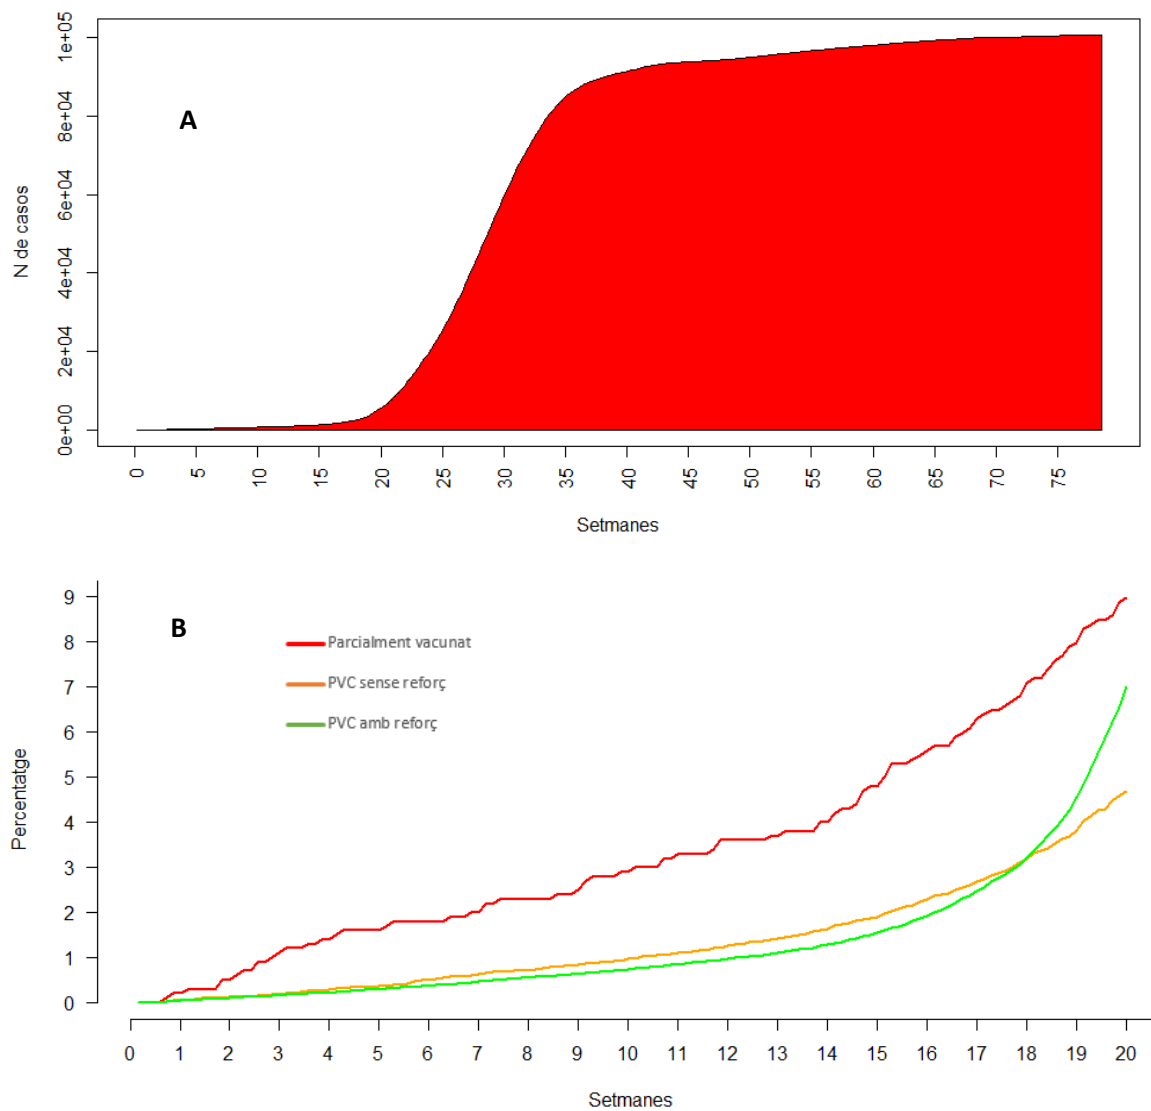 A
N de casos
1e+05
8e+04
6e+04
4e+04
2e+04
0e+00
0 5 10 15 20 25 30 35 40 45 50 55 60 65 70 75
Setmanes
B
Parcialment vacunat
PVC sense reforç
PVC amb reforç
Percentatge
9
8
7
6
5
4
3
2
1
0
0 1 2 3 4 5 6 7 8 9 10 11 12 13 14 15 16 17 18 19 20
Setmanes